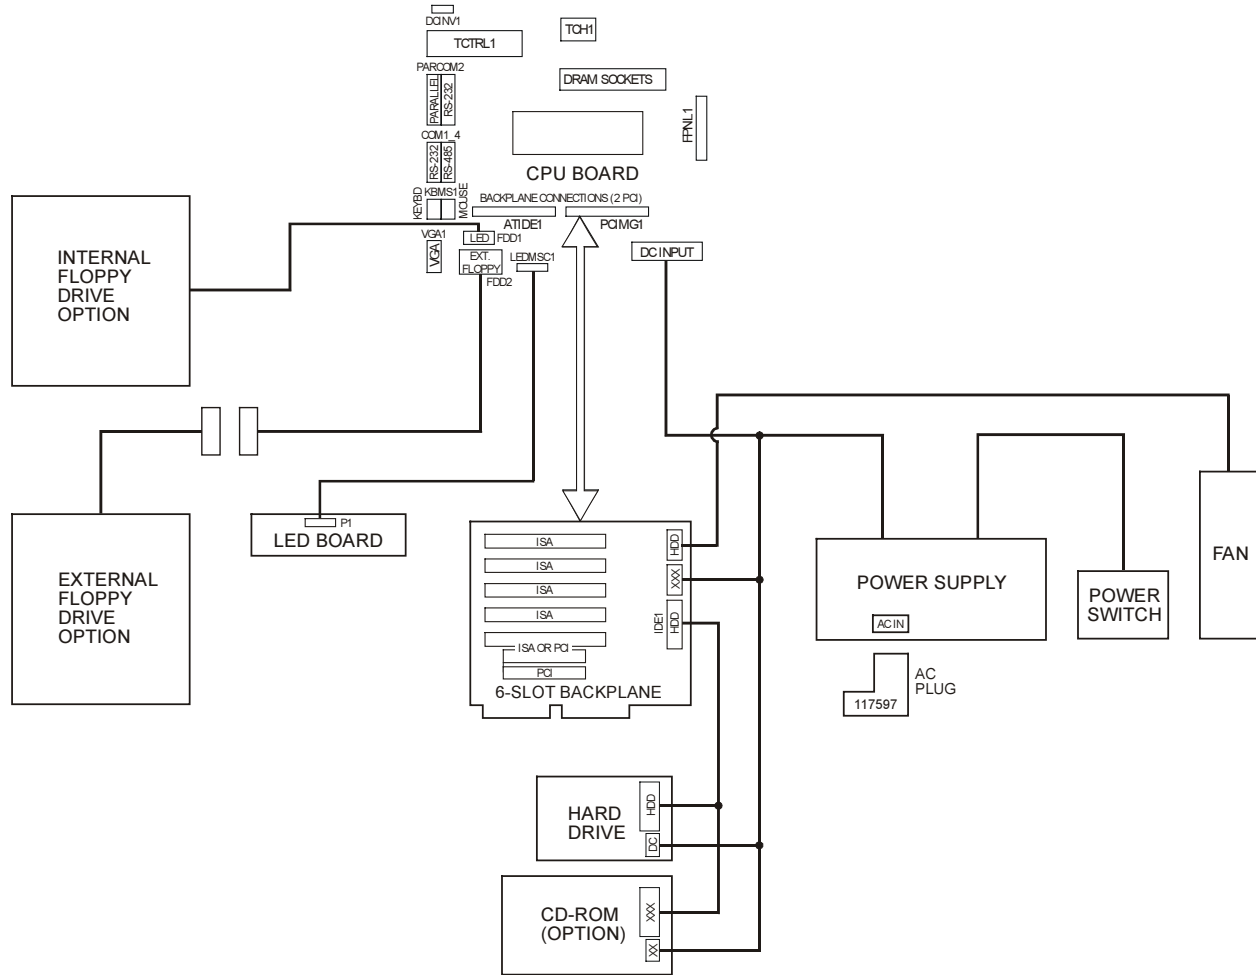 DCINV1
TCTRL1
TCH1
PARCOM2
PARALLEL
RS-232
DRAM SOCKETS
FPNL1
COM1_4
RS-232
RS-485
CPU BOARD
KEYBD
KBMS1
MOUSE
BACKPLANE CONNECTIONS (2 PCI)
ATIDE1
PCIMG1
VGA1
VGA
LED
FDD1
EXT.
FLOPPY
FDD2
LEDMSC1
DC INPUT
INTERNAL
FLOPPY
DRIVE
OPTION
P1
LED BOARD
EXTERNAL
FLOPPY
DRIVE
OPTION
ISA
ISA
ISA
ISA
ISA OR PCI
PCI
6-SLOT BACKPLANE
HDD
XXX
IDE1
HDD
POWER SUPPLY
AC IN
POWER
SWITCH
FAN
AC
PLUG
117597
HARD
DRIVE
HDD
DC
CD-ROM
(OPTION)
XXX
XX